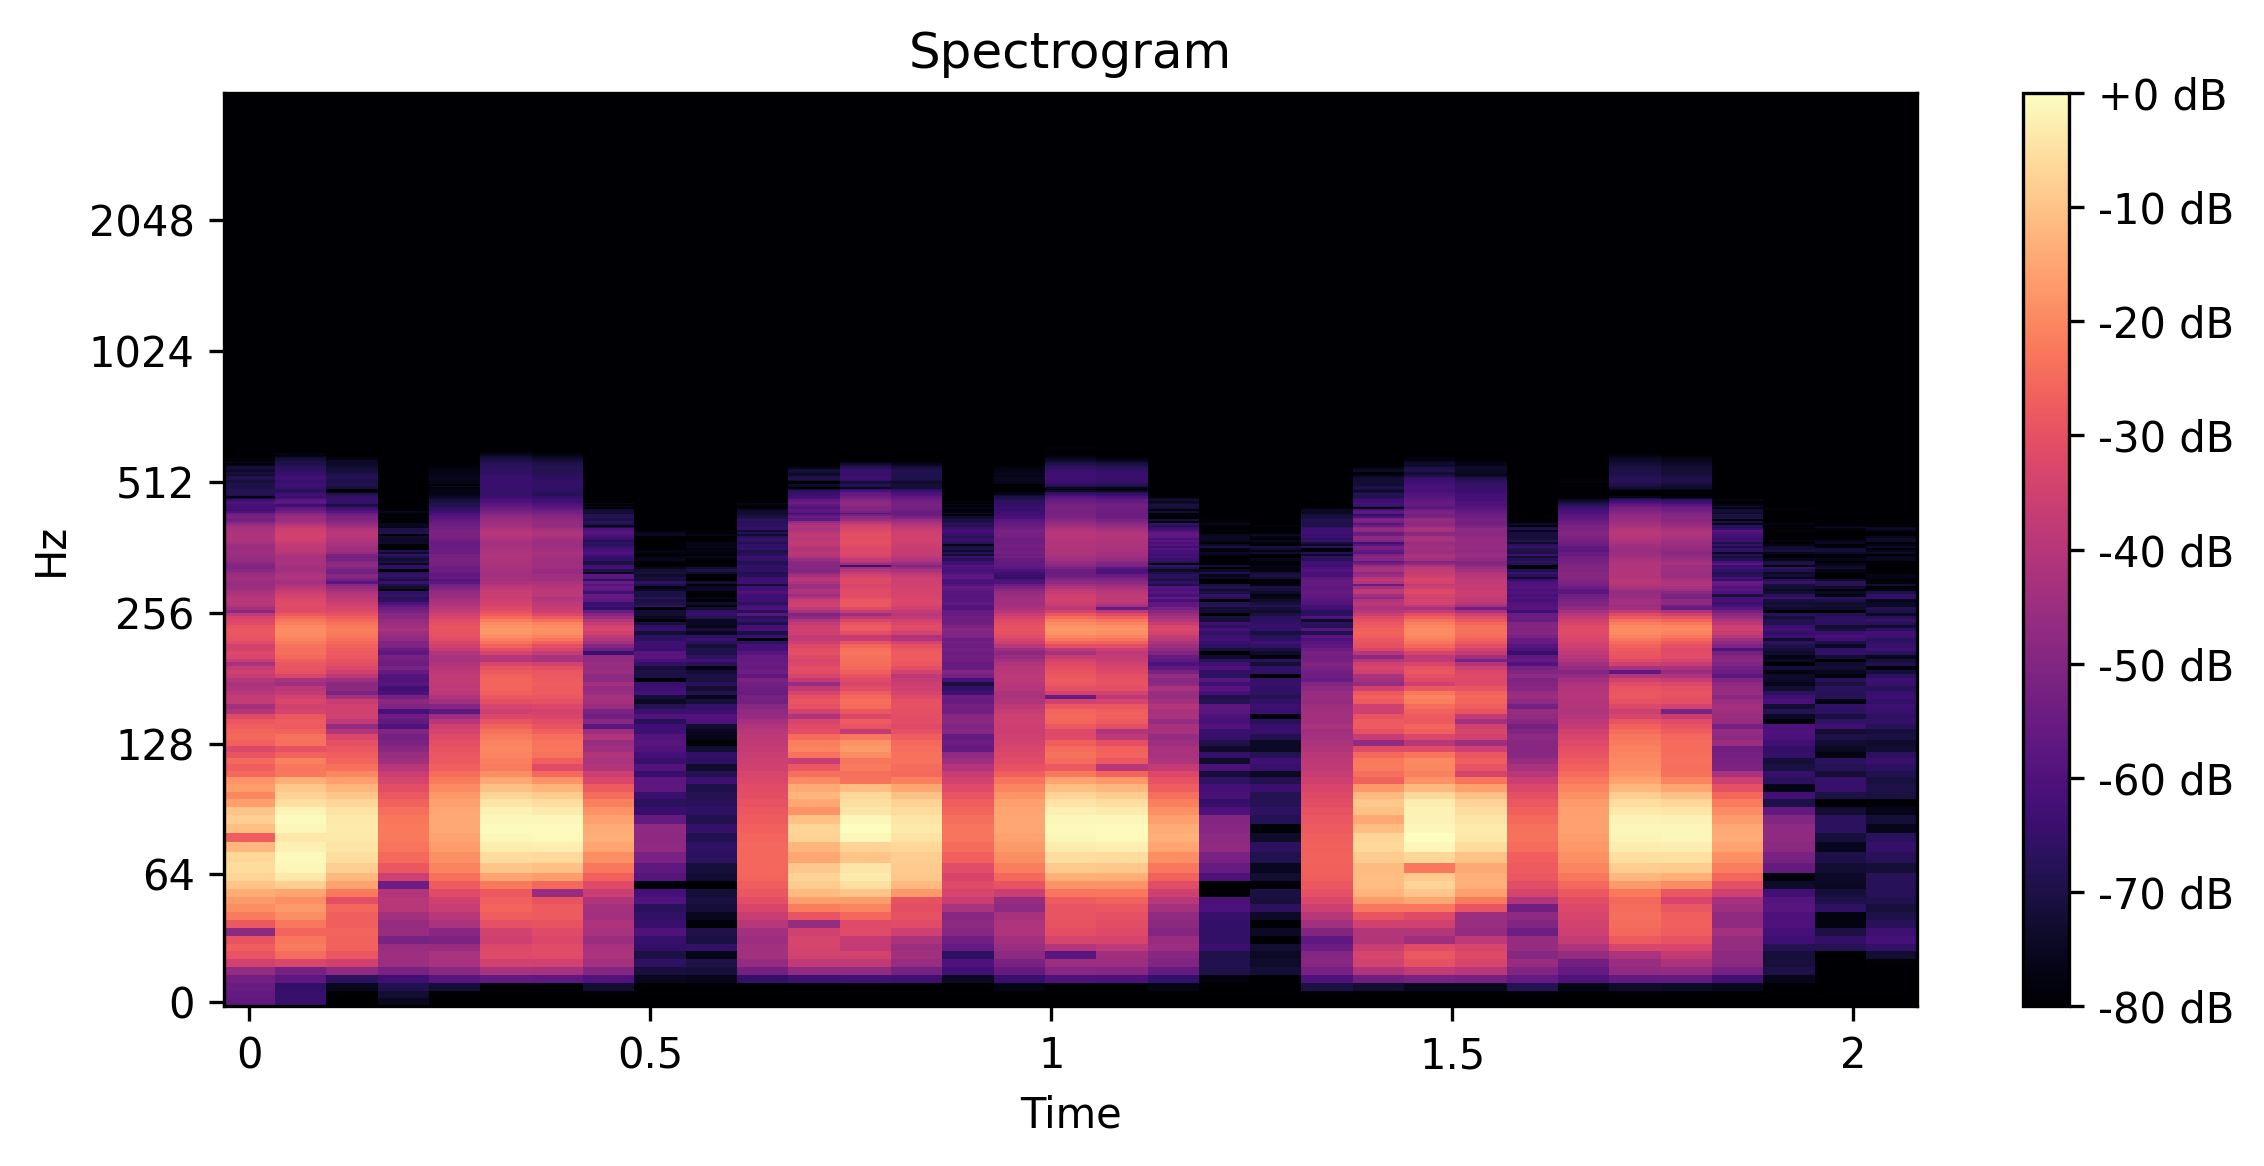 Spectrogram
+0 dB
-10 dB
-20 dB
-30 dB
-40 dB
-50 dB
-60 dB
-70 dB
-80 dB
2048
1024
512
256
128
64
0
Hz
0 0.5 1 1.5 2
Time